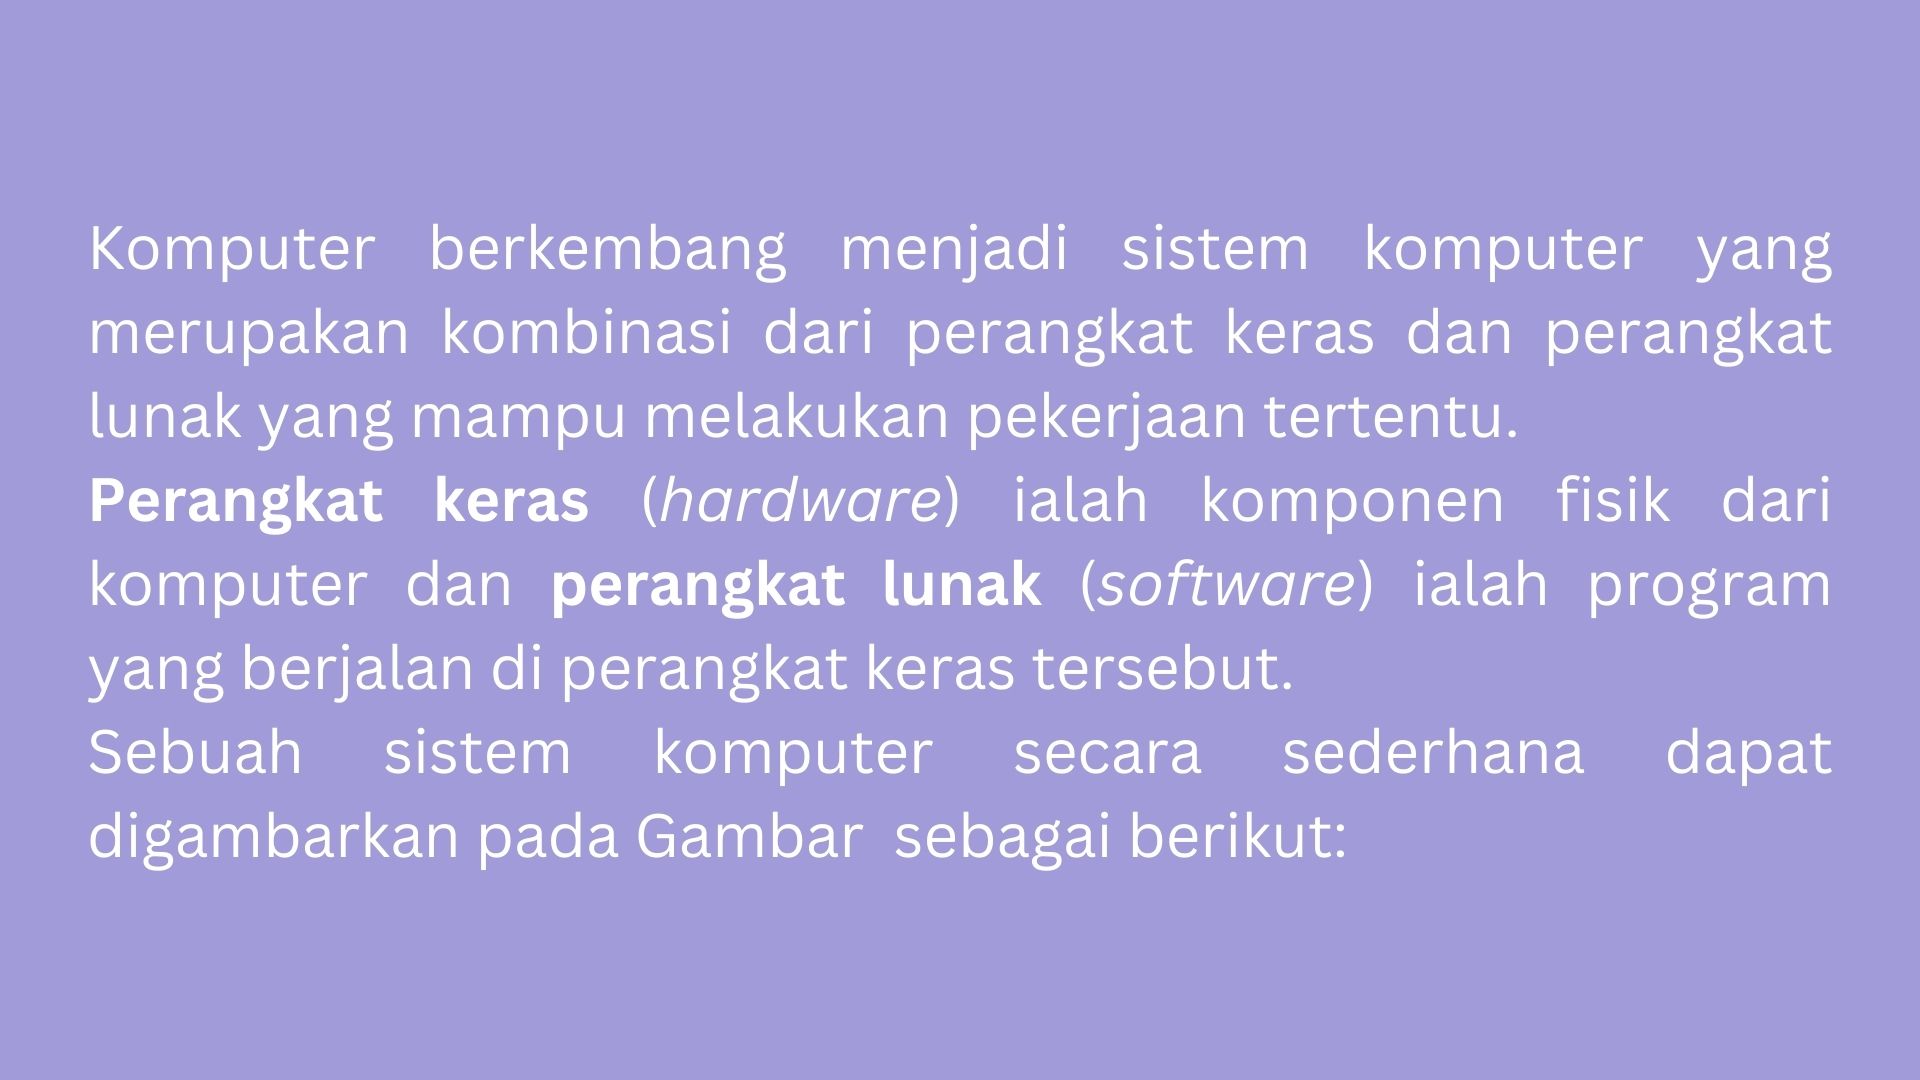 Komputer berkembang menjadi sistem komputer yang
merupakan kombinasi dari perangkat keras dan perangkat
lunak yang mampu melakukan pekerjaan tertentu.
Perangkat keras (hardware) ialah komponen fisik dari
komputer dan perangkat lunak (software) ialah program
yang berjalan di perangkat keras tersebut.
Sebuah sistem komputer secara sederhana dapat
digambarkan pada Gambar  sebagai berikut: